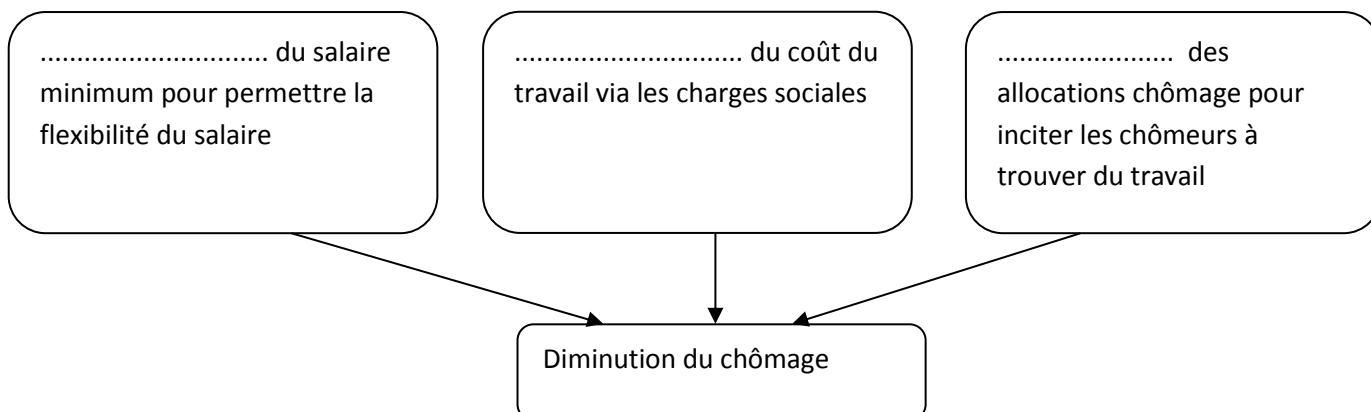 ............................... du salaire
minimum pour permettre la
flexibilité du salaire
............................... du coût du
travail via les charges sociales
........................ des
allocations chômage pour
inciter les chômeurs à
trouver du travail
Diminution du chômage